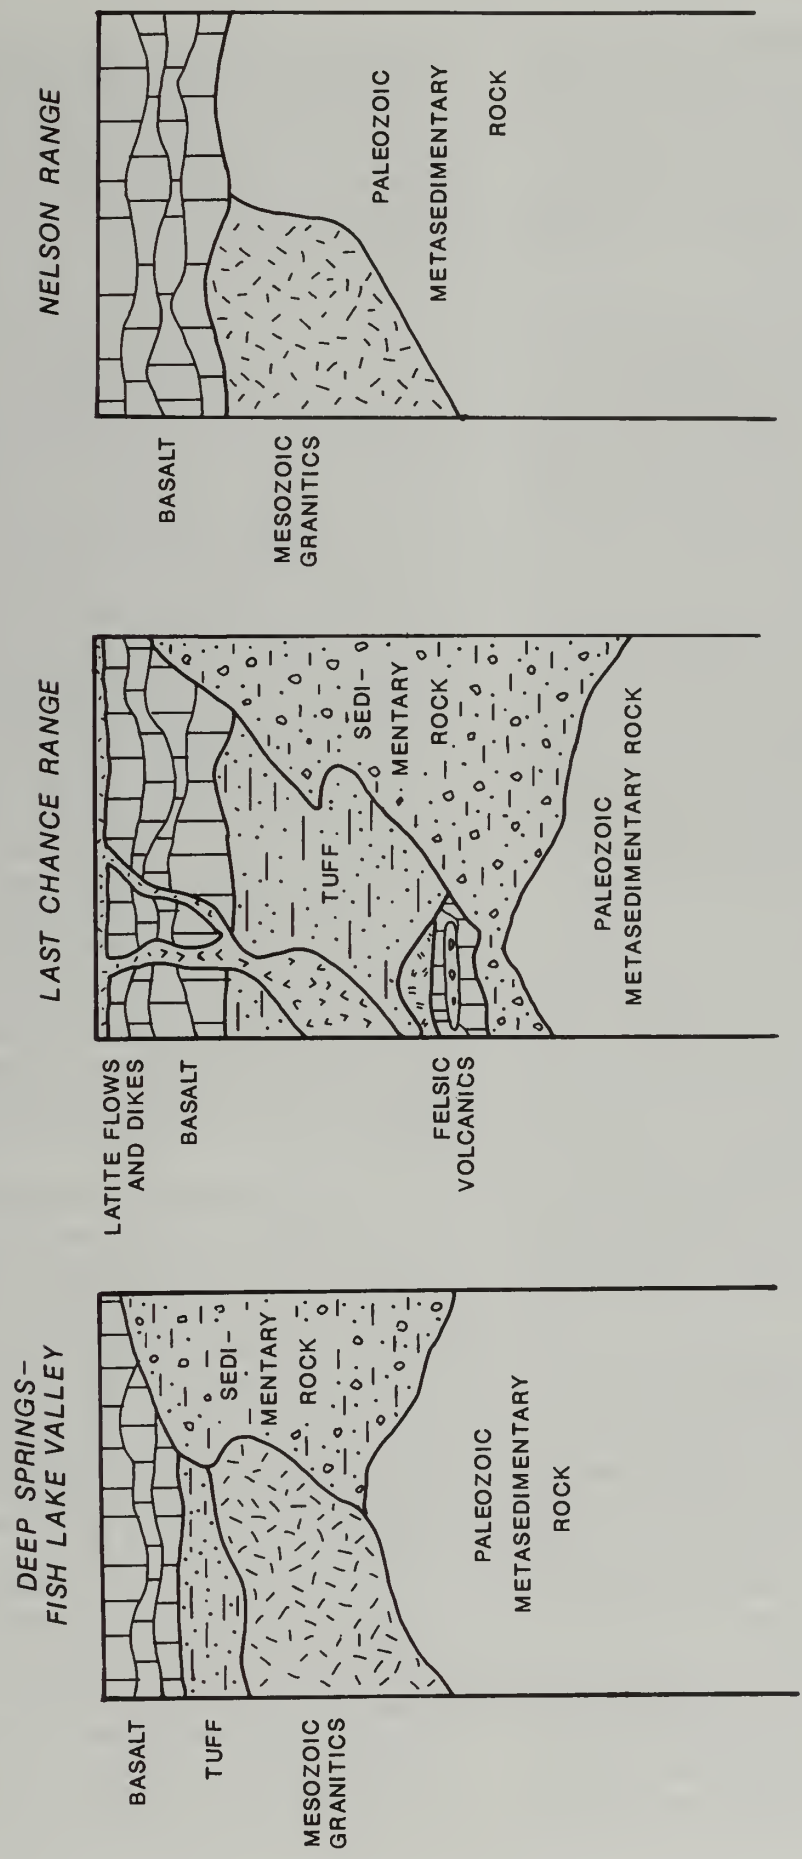 DEEP SPRINGS–
FISH LAKE VALLEY
BASALT
TUFF
MESOZOIC
GRANITICS
SEDI–
MENTARY
ROCK
PALEOZOIC
METASEDIMENTARY
ROCK
LAST CHANCE RANGE
LATITE FLOWS
AND DIKES
BASALT
FELSIC
VOLCANICS
TUFF
SEDI–
MENTARY
ROCK
PALEOZOIC
METASEDIMENTARY ROCK
NELSON RANGE
BASALT
MESOZOIC
GRANITICS
PALEOZOIC
METASEDIMENTARY
ROCK